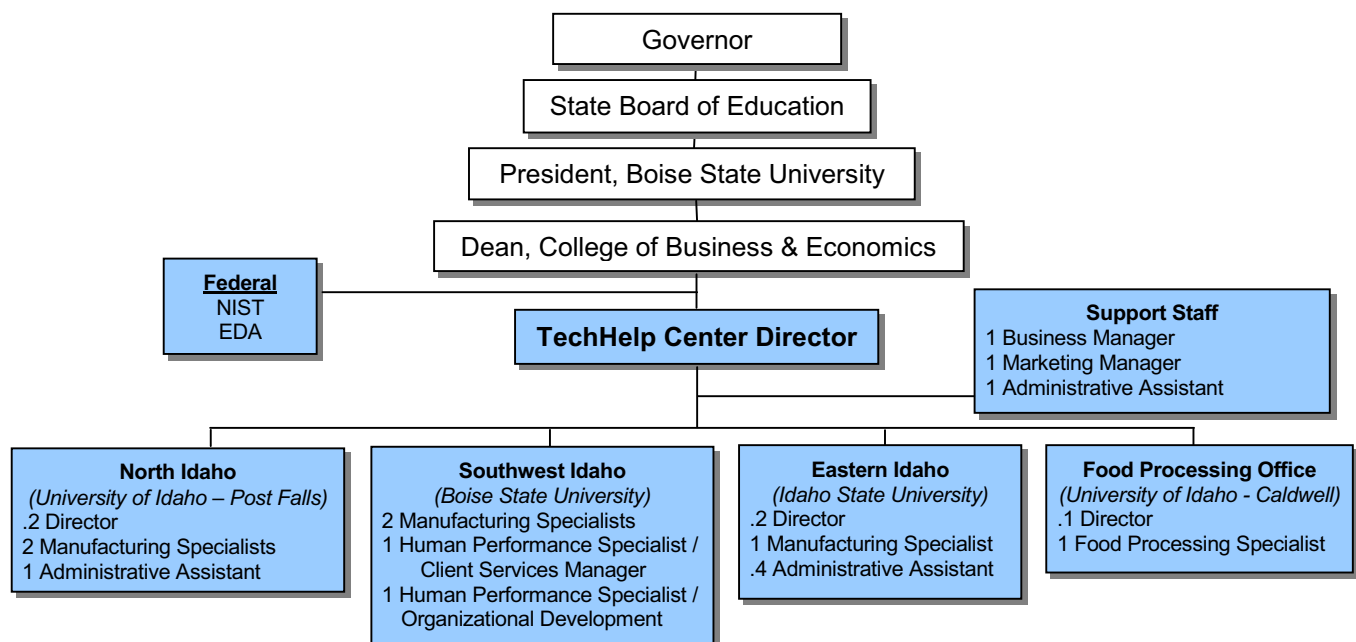 Governor
State Board of Education
President, Boise State University
Dean, College of Business & Economics
Federal
NIST
EDA
TechHelp Center Director
Support Staff
1 Business Manager
1 Marketing Manager
1 Administrative Assistant
North Idaho
(University of Idaho – Post Falls)
.2 Director
2 Manufacturing Specialists
1 Administrative Assistant
Southwest Idaho
(Boise State University)
2 Manufacturing Specialists
1 Human Performance Specialist /
Client Services Manager
1 Human Performance Specialist /
Organizational Development
Eastern Idaho
(Idaho State University)
.2 Director
1 Manufacturing Specialist
.4 Administrative Assistant
Food Processing Office
(University of Idaho - Caldwell)
.1 Director
1 Food Processing Specialist